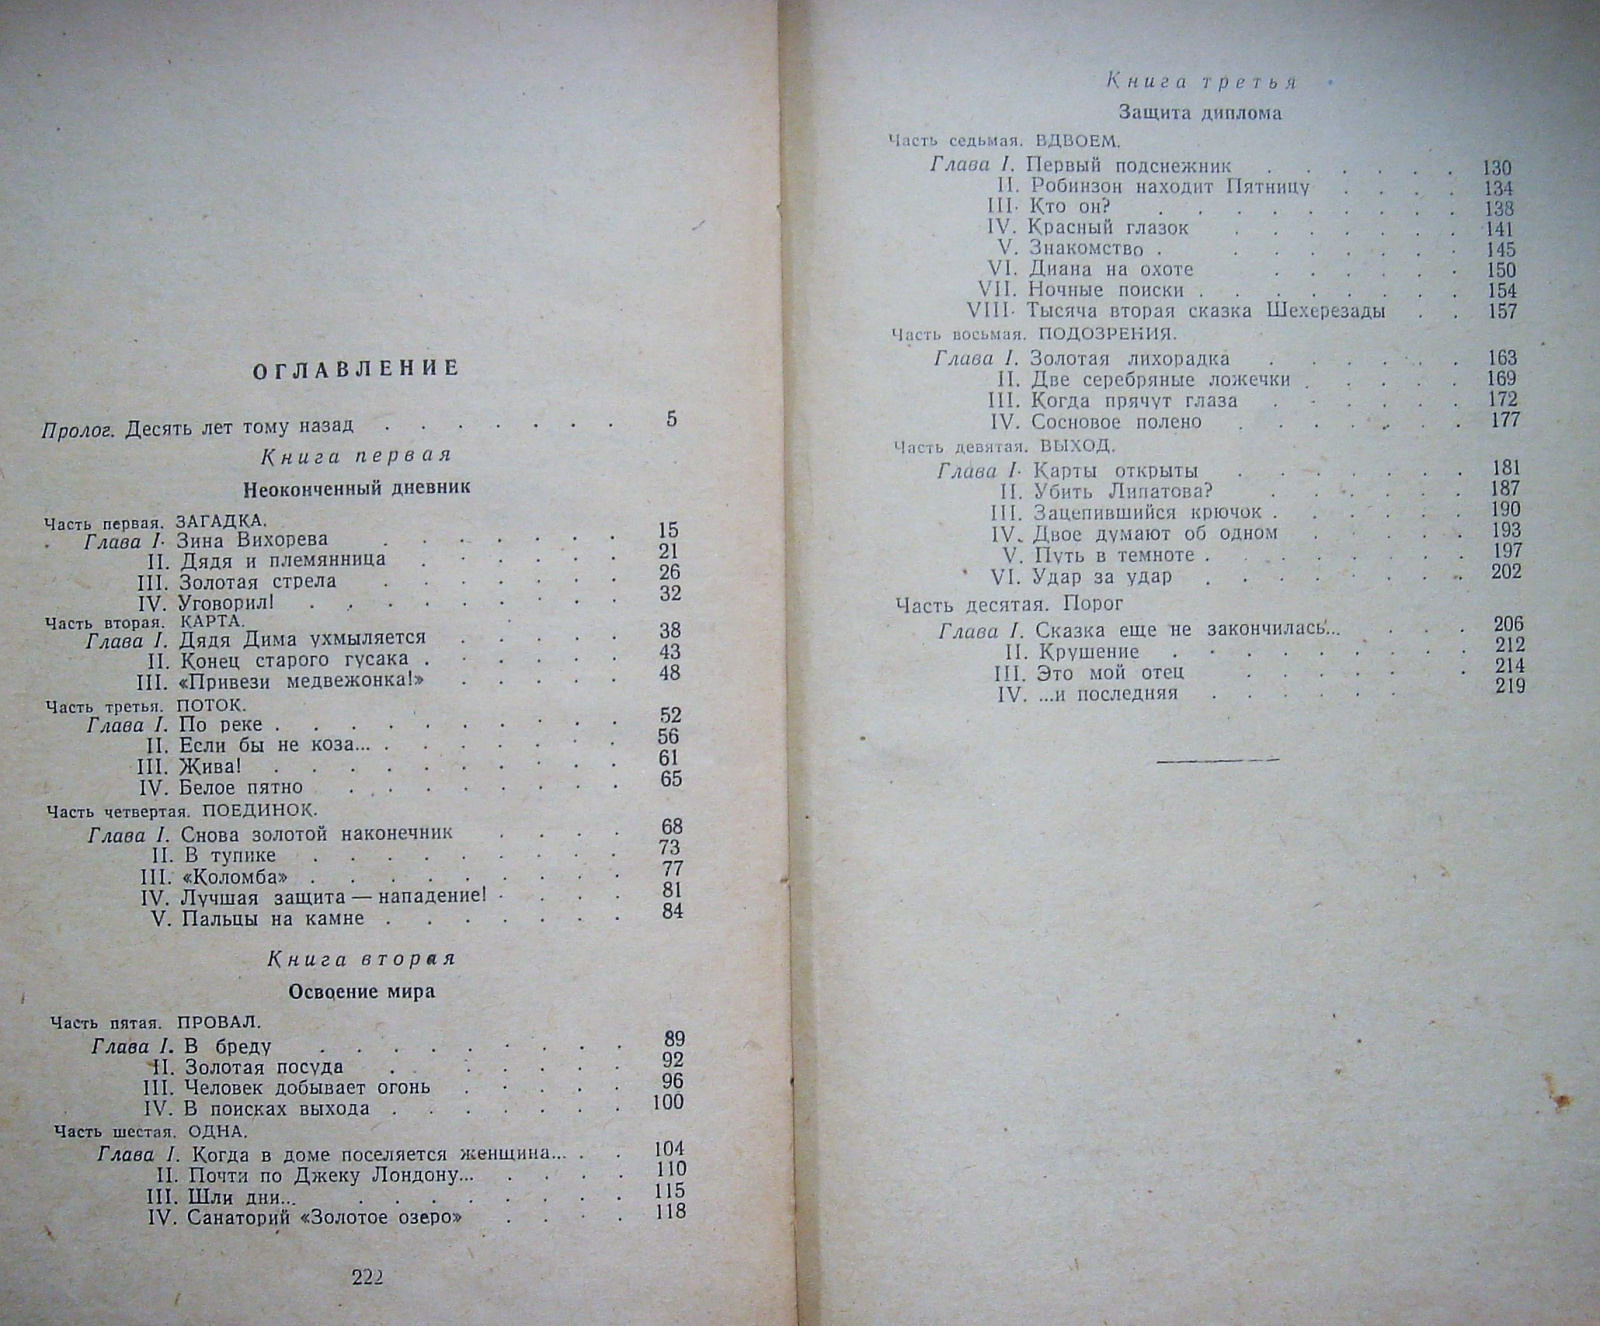 ОГЛАВЛЕНИЕ
Пролог. Десять лет тому назад . . . . . . . 5
Книга первая
Неоконченный дневник
Часть первая. ЗАГАДКА.
Глава I. Зина Вихорева . . . . . . . 15
II. Дядя и племянница . . . . . . 21
III. Золотая стрела . . . . . . . 26
IV. Уговорил! . . . . . . . . 32
Часть вторая. КАРТА.
Глава I. Дядя Дима ухмыляется . . . . . 38
II. Конец старого гусака . . . . . . 43
III. «Привези медвежонка!» . . . . . 48
Часть третья. ПОТОК.
Глава I. По реке . . . . . . . . . . 52
II. Если бы не коза... . . . . . . . 56
III. Жива! . . . . . . . . . . 61
IV. Белое пятно . . . . . . . . 65
Часть четвертая. ПОЕДИНОК.
Глава I. Снова золотой наконечник . . . . 68
II. В тупике . . . . . . . . . 73
III. «Коломба» . . . . . . . . . 77
IV. Лучшая защита — нападение! . . . . 81
V. Пальцы на камне . . . . . . . 84
Книга вторая
Освоение мира
Часть пятая. ПРОВАЛ.
Глава I. В бреду . . . . . . . . . 89
II. Золотая посуда . . . . . . . 92
III. Человек добывает огонь . . . . . 96
IV. В поисках выхода . . . . . . . 100
Часть шестая. ОДНА.
Глава I. Когда в доме поселяется женщина... . . 104
II. Почти по Джеку Лондону... . . . . 110
III. Шли дни... . . . . . . . . 115
IV. Санаторий «Золотое озеро» . . . . 118
222
Книга третья
Защита диплома
Часть седьмая. ВДВОЕМ.
Глава I. Первый подснежник . . . . . . 130
II. Робинзон находит Пятницу . . . . 134
III. Кто он? . . . . . . . . . 138
IV. Красный глазок . . . . . . . 141
V. Знакомство . . . . . . . . 145
VI. Диана на охоте . . . . . . 150
VII. Ночные поиски . . . . . . . . 154
VIII. Тысяча вторая сказка Шехерезады . . 157
Часть восьмая. ПОДОЗРЕНИЯ.
Глава I. Золотая лихорадка . . . . . . 163
II. Две серебряные ложечки . . . . . 169
III. Когда прячут глаза . . . . . . 172
IV. Сосновое полено . . . . . . . 177
Часть девятая. ВЫХОД.
Глава I. Карты открыты . . . . . . . 181
II. Убить Липатова? . . . . . . 187
III. Зацепившийся крючок . . . . . . 190
IV. Двое думают об одном . . . . . 193
V. Путь в темноте . . . . . . . . 197
VI. Удар за удар . . . . . . . . 202
Часть десятая. Порог
Глава I. Сказка еще не закончилась... . . . 206
II. Крушение . . . . . . . . . 212
III. Это мой отец . . . . . . . 214
IV. ...и последняя . . . . . . 219